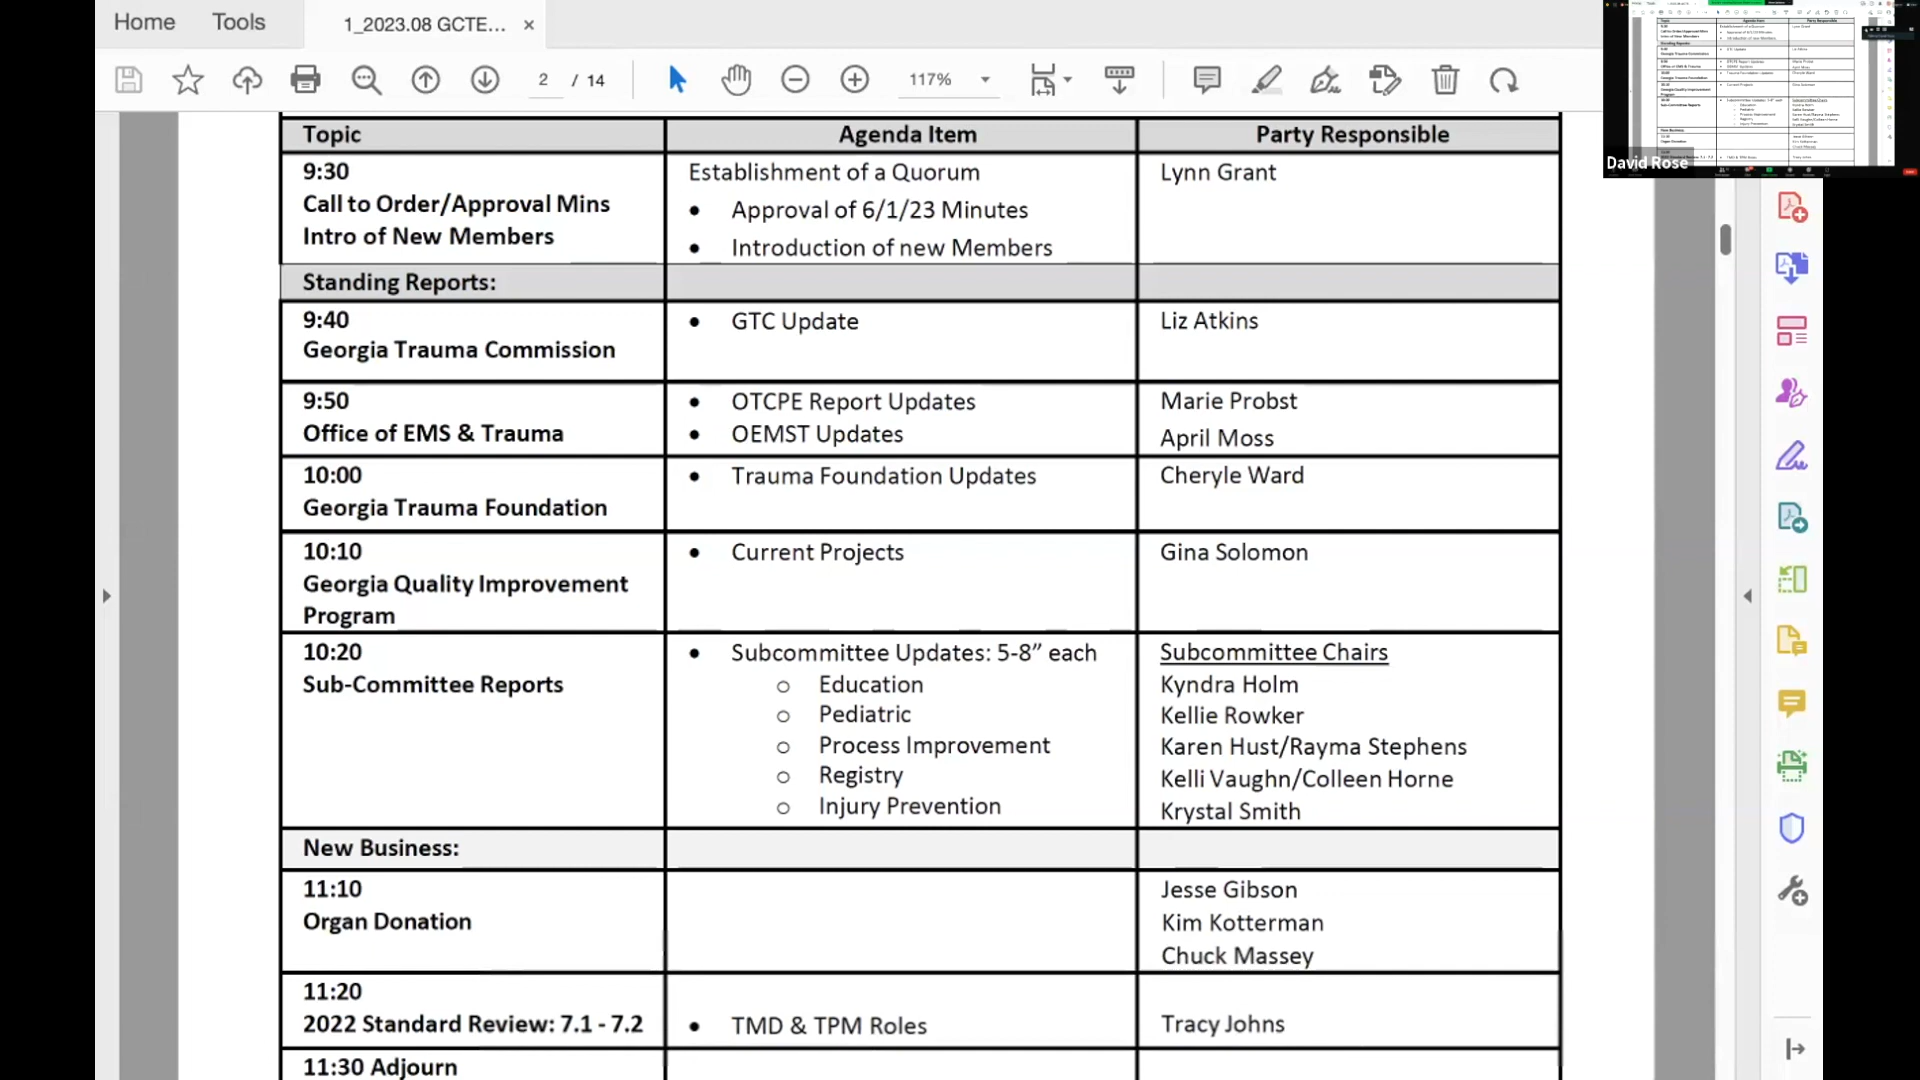 Home Tools 1_2023.08 GCTE... ×
2 / 14 117%
David Rose
Topic Agenda Item Party Responsible
9:30 Establishment of a Quorum Lynn Grant
Call to Order/Approval Mins • Approval of 6/1/23 Minutes
Intro of New Members • Introduction of new Members
Standing Reports:
9:40 • GTC Update Liz Atkins
Georgia Trauma Commission
9:50 • OTCPE Report Updates Marie Probst
Office of EMS & Trauma • OEMST Updates April Moss
10:00 • Trauma Foundation Updates Cheryle Ward
Georgia Trauma Foundation
10:10 • Current Projects Gina Solomon
Georgia Quality Improvement
Program
10:20 • Subcommittee Updates: 5-8” each Subcommittee Chairs
Sub-Committee Reports o Education Kyndra Holm
o Pediatric Kellie Rowker
o Process Improvement Karen Hust/Rayma Stephens
o Registry Kelli Vaughn/Colleen Horne
o Injury Prevention Krystal Smith
New Business:
11:10 Jesse Gibson
Organ Donation Kim Kotterman
Chuck Massey
11:20
2022 Standard Review: 7.1 - 7.2 • TMD & TPM Roles Tracy Johns
11:30 Adjourn